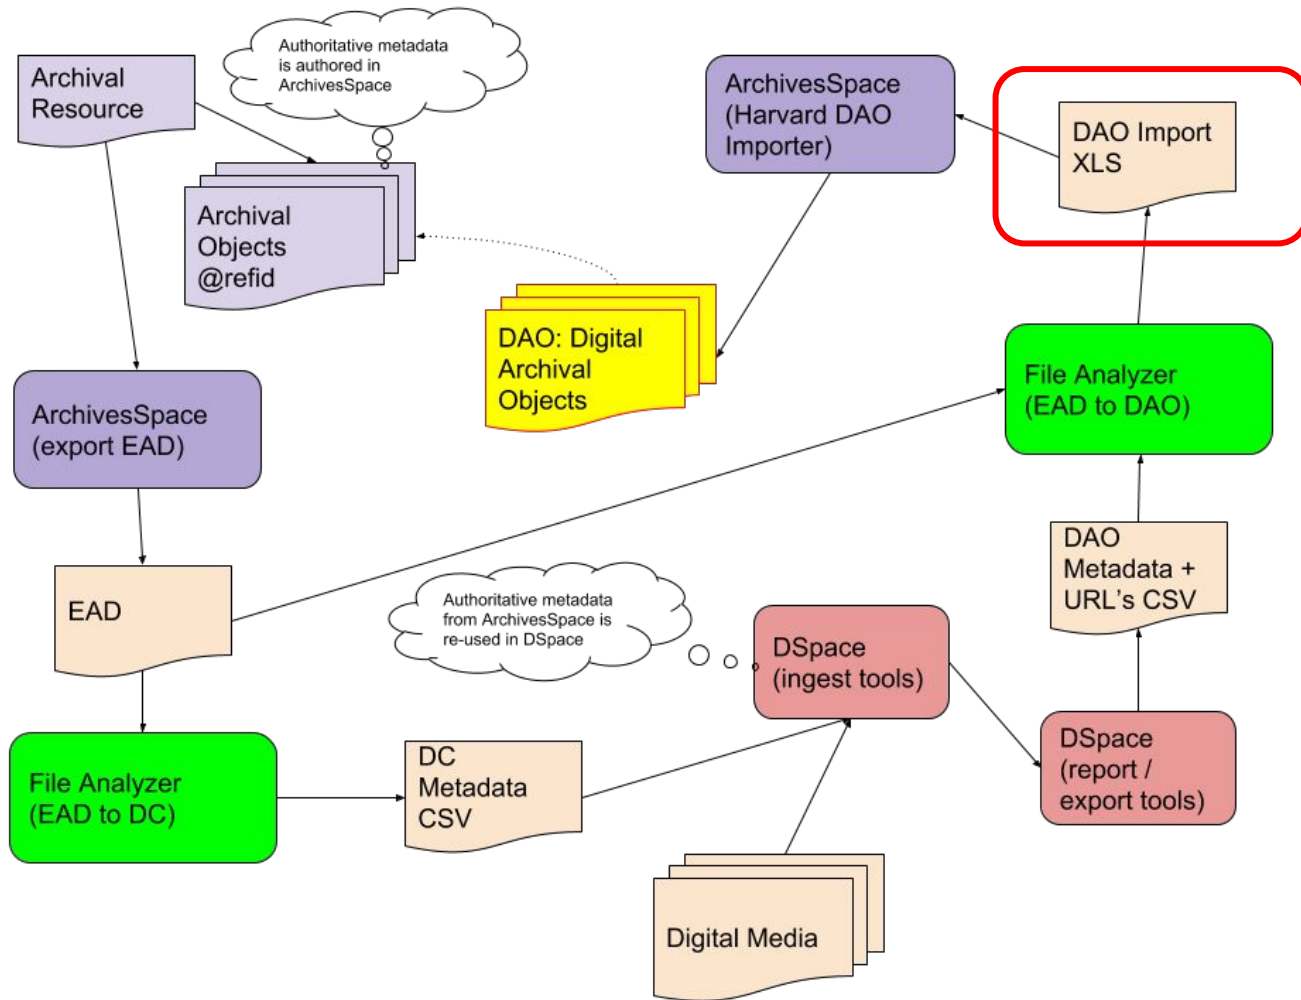 Authoritative metadata
is authored in
ArchivesSpace
Archival
Resource
ArchivesSpace
(Harvard DAO
Importer)
DAO Import
XLS
Archival
Objects
@refid
DAO: Digital
Archival
Objects
File Analyzer
(EAD to DAO)
ArchivesSpace
(export EAD)
DAO
Metadata +
URL's CSV
EAD
Authoritative metadata
from ArchivesSpace is
re-used in DSpace
DSpace
(ingest tools)
DSpace
(report /
export tools)
File Analyzer
(EAD to DC)
DC
Metadata
CSV
Digital Media